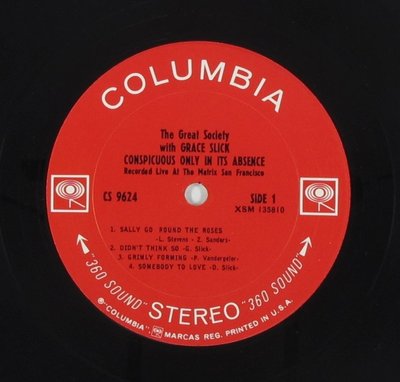 COLUMBIA
The Great Society
with GRACE SLICK
CONSPICUOUS ONLY IN ITS ABSENCE
Recorded Live At The Matrix San Francisco
CS 9624
SIDE 1
XSM 135810
1. SALLY GO ROUND THE ROSES
-L. Stevens - Z. Sanders-
2. DIDN'T THINK SO -G. Slick-
3. GRIMLY FORMING -P. Vandergelder-
4. SOMEBODY TO LOVE -D. Slick-
"360 SOUND" STEREO "360 SOUND"
℗"COLUMBIA", MARCAS REG. PRINTED IN U.S.A.